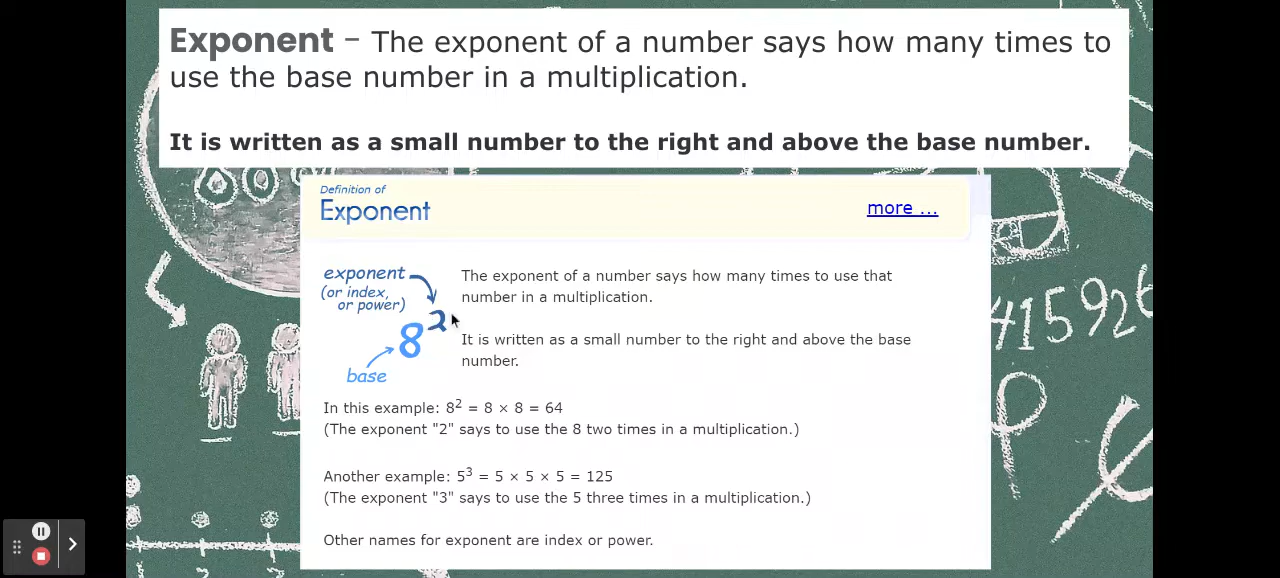 Exponent – The exponent of a number says how many times to
use the base number in a multiplication.
It is written as a small number to the right and above the base number.
Definition of
Exponent
more ...
exponent
(or index,
or power)
8²
base
The exponent of a number says how many times to use that
number in a multiplication.
It is written as a small number to the right and above the base
number.
In this example: 8² = 8 × 8 = 64
(The exponent "2" says to use the 8 two times in a multiplication.)
Another example: 5³ = 5 × 5 × 5 = 125
(The exponent "3" says to use the 5 three times in a multiplication.)
Other names for exponent are index or power.
415926